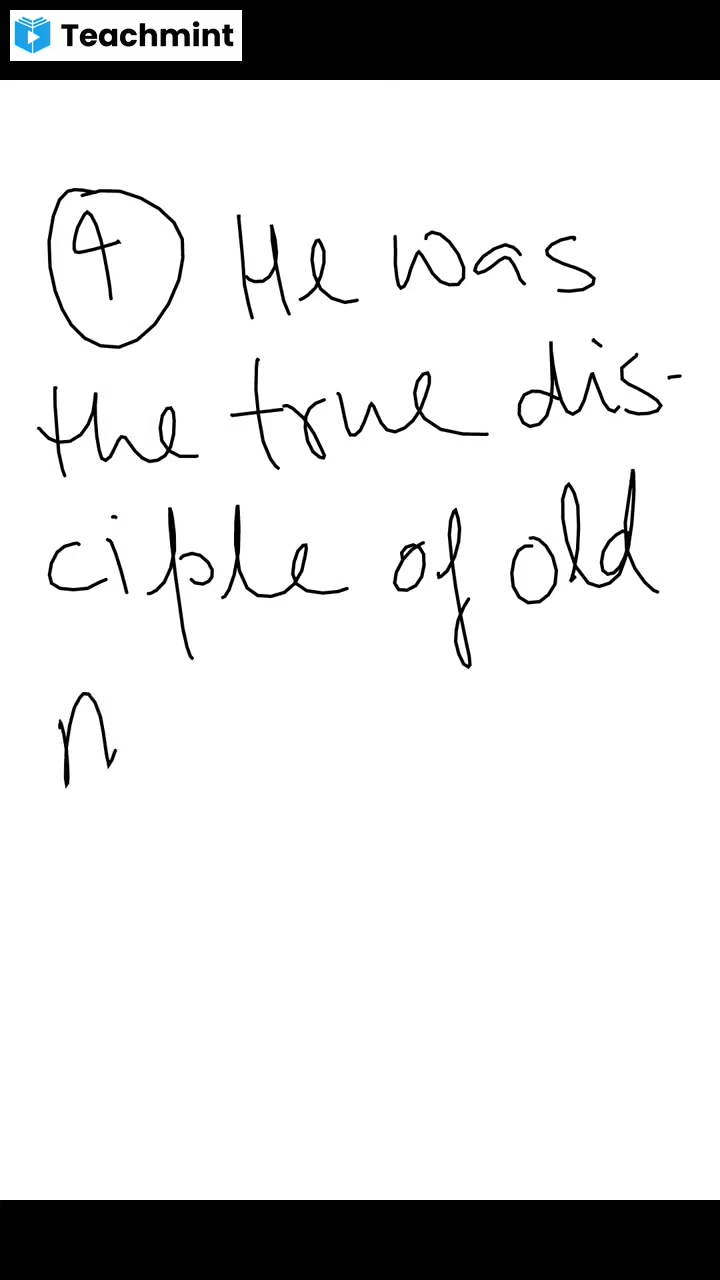 Teachmint
4 He was
the true dis-
ciple of old
n